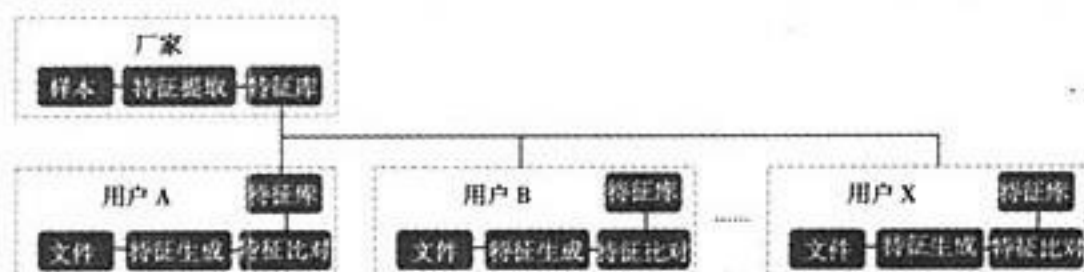 厂家
样本 特征提取 特征库
用户 A 特征库 用户 B 特征库 用户 X 特征库
......
文件 特征生成 特征比对 文件 特征生成 特征比对 文件 特征生成 特征比对